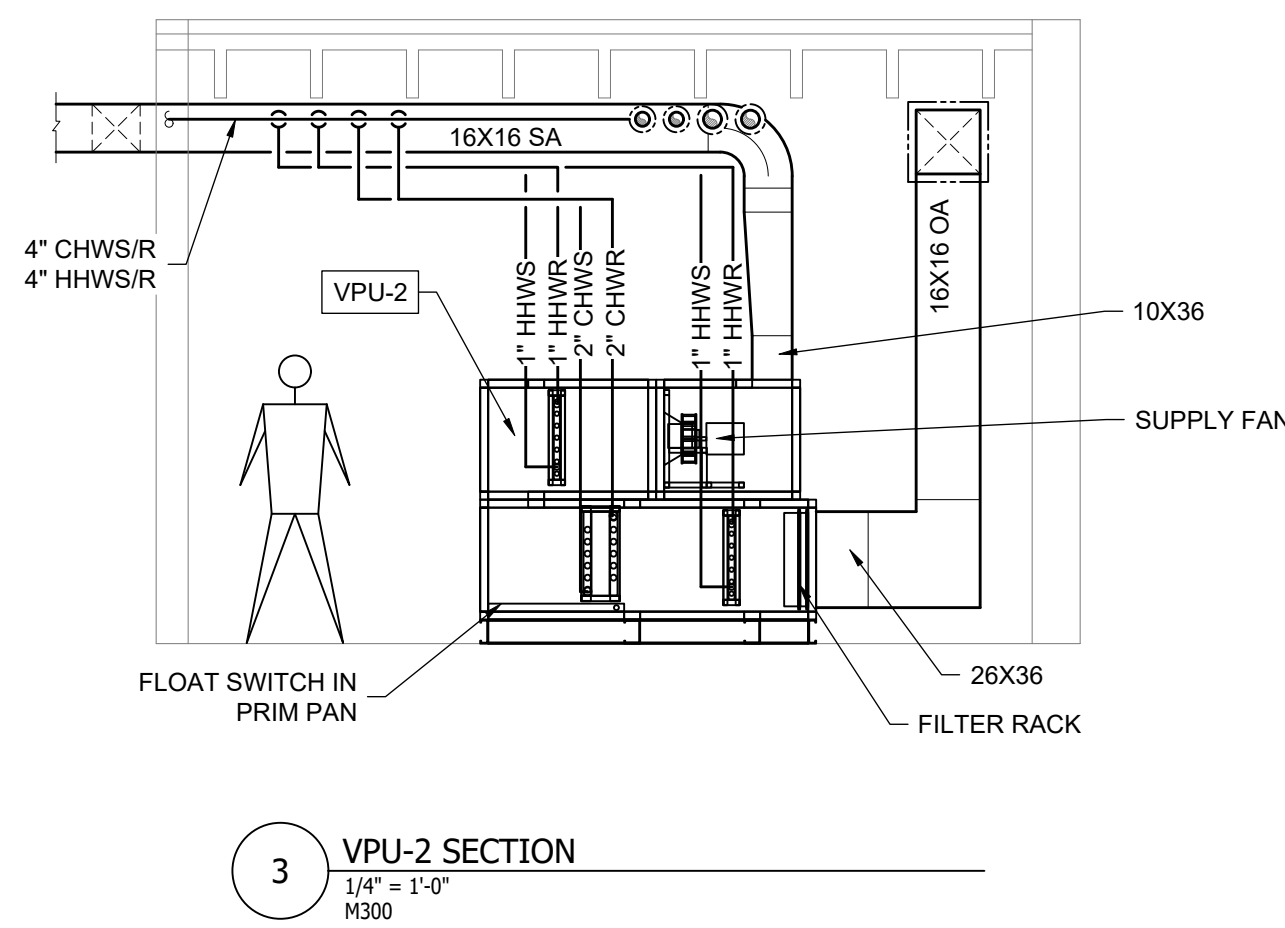 16X16 SA
4" CHWS/R
4" HHWS/R
VPU-2
1" HHWS
1" HHWR
2" CHWS
2" CHWR
1" HHWS
1" HHWR
16X16 OA
10X36
SUPPLY FAN
FLOAT SWITCH IN
PRIM PAN
26X36
FILTER RACK
3
VPU-2 SECTION
1/4" = 1'-0"
M300